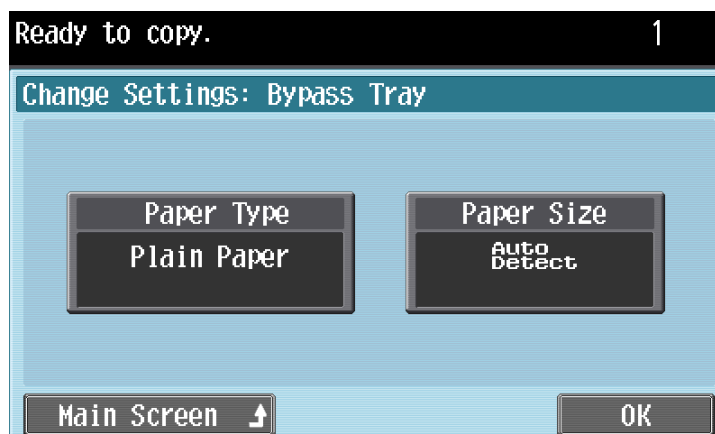 Ready to copy. 1
Change Settings: Bypass Tray
Paper Type
Plain Paper
Paper Size
Auto
Detect
Main Screen
OK